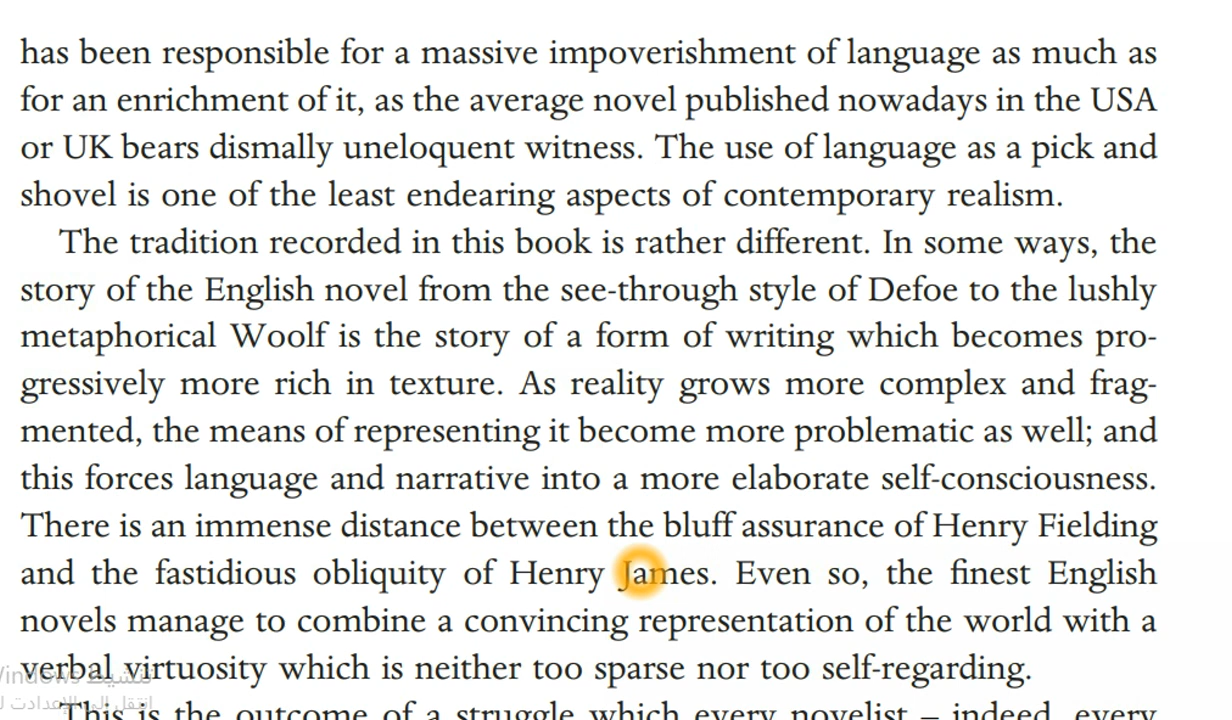 has been responsible for a massive impoverishment of language as much as
for an enrichment of it, as the average novel published nowadays in the USA
or UK bears dismally uneloquent witness. The use of language as a pick and
shovel is one of the least endearing aspects of contemporary realism.
The tradition recorded in this book is rather different. In some ways, the
story of the English novel from the see-through style of Defoe to the lushly
metaphorical Woolf is the story of a form of writing which becomes pro-
gressively more rich in texture. As reality grows more complex and frag-
mented, the means of representing it become more problematic as well; and
this forces language and narrative into a more elaborate self-consciousness.
There is an immense distance between the bluff assurance of Henry Fielding
and the fastidious obliquity of Henry James. Even so, the finest English
novels manage to combine a convincing representation of the world with a
verbal virtuosity which is neither too sparse nor too self-regarding.
تنشيط Windows
انتقل إلى الإعدادات
This is the outcome of a struggle which every novelist – indeed, every